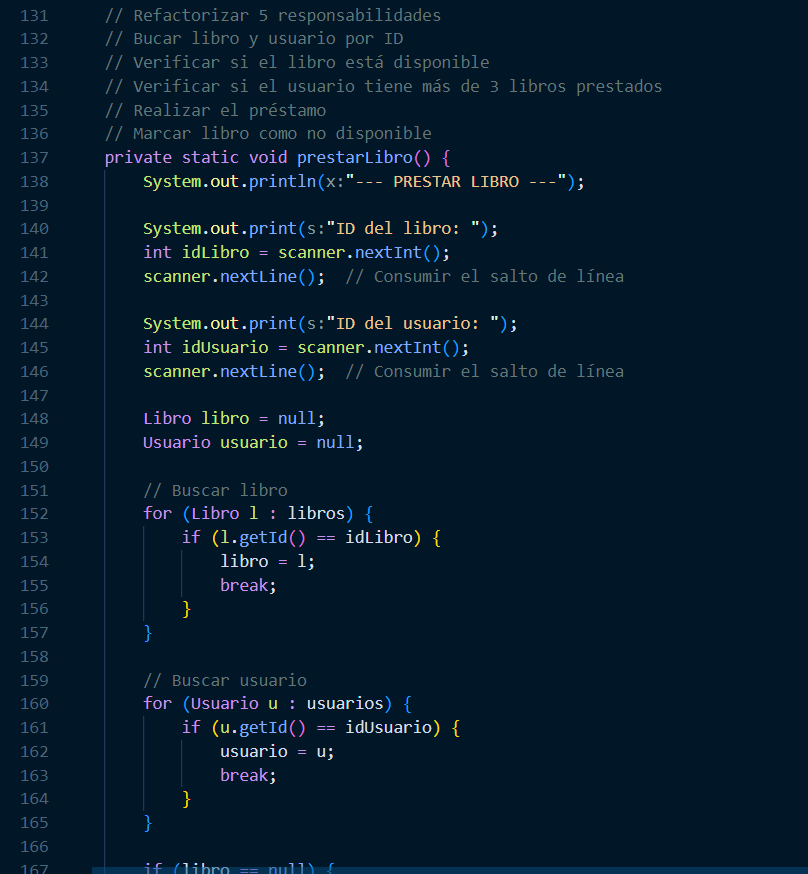 131 // Refactorizar 5 responsabilidades
132 // Bucar libro y usuario por ID
133 // Verificar si el libro está disponible
134 // Verificar si el usuario tiene más de 3 libros prestados
135 // Realizar el préstamo
136 // Marcar libro como no disponible
137 private static void prestarLibro() {
138 System.out.println(x:"--- PRESTAR LIBRO ---");
139
140 System.out.print(s:"ID del libro: ");
141 int idLibro = scanner.nextInt();
142 scanner.nextLine(); // Consumir el salto de línea
143
144 System.out.print(s:"ID del usuario: ");
145 int idUsuario = scanner.nextInt();
146 scanner.nextLine(); // Consumir el salto de línea
147
148 Libro libro = null;
149 Usuario usuario = null;
150
151 // Buscar libro
152 for (Libro l : libros) {
153 if (l.getId() == idLibro) {
154 libro = l;
155 break;
156 }
157 }
158
159 // Buscar usuario
160 for (Usuario u : usuarios) {
161 if (u.getId() == idUsuario) {
162 usuario = u;
163 break;
164 }
165 }
166
167 if (libro == null) {